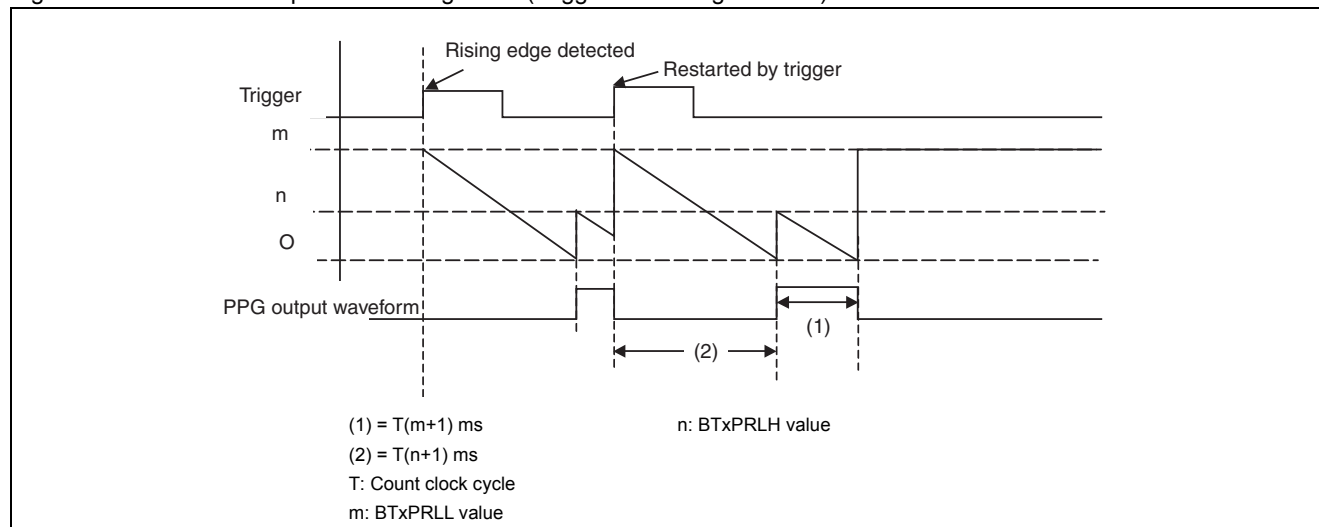 Rising edge detected
Restarted by trigger
Trigger
m
n
O
PPG output waveform
(1)
(2)
(1) = T(m+1) ms
n: BTxPRLH value
(2) = T(n+1) ms
T: Count clock cycle
m: BTxPRLL value